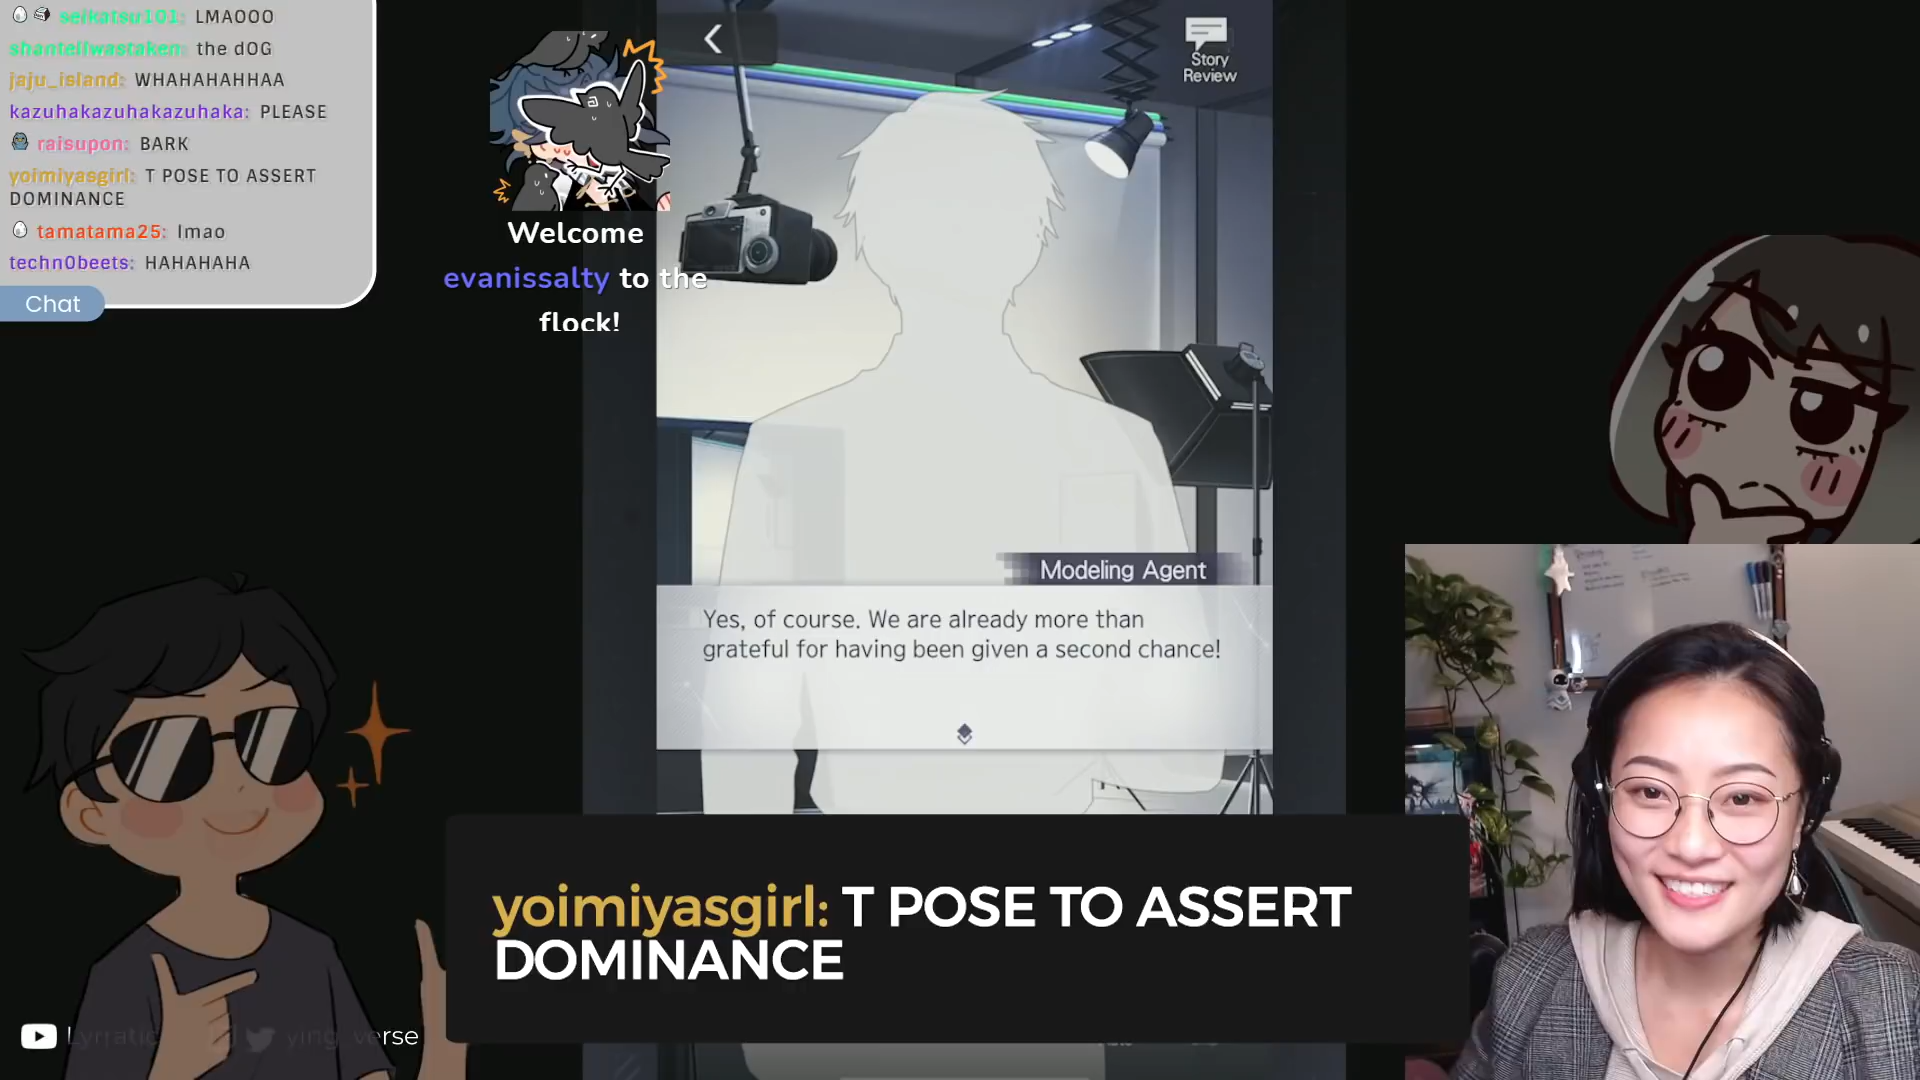 seikatsu101: LMAOOO
shantellwastaken: the dOG
jaju_island: WHAHAHAHHAA
kazuhakazuhakazuhaka: PLEASE
raisupon: BARK
yoimiyasgirl: T POSE TO ASSERT
DOMINANCE
tamatama25: lmao
techn0beets: HAHAHAHA
Chat
Welcome
evanissalty to the
flock!
Story
Review
Modeling Agent
Yes, of course. We are already more than
grateful for having been given a second chance!
yoimiyasgirl: T POSE TO ASSERT
DOMINANCE
Lyrratic ying_verse